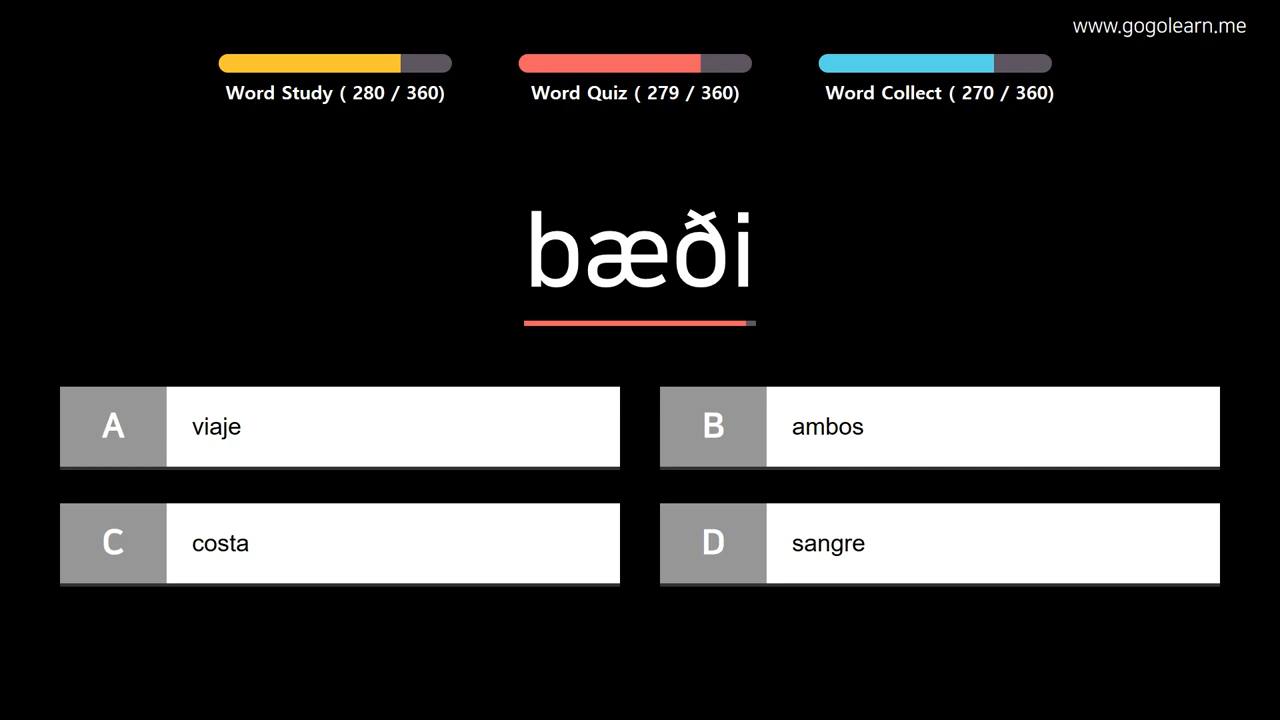 www.gogolearn.me
Word Study ( 280 / 360)
Word Quiz ( 279 / 360)
Word Collect ( 270 / 360)
bæði
A viaje
B ambos
C costa
D sangre